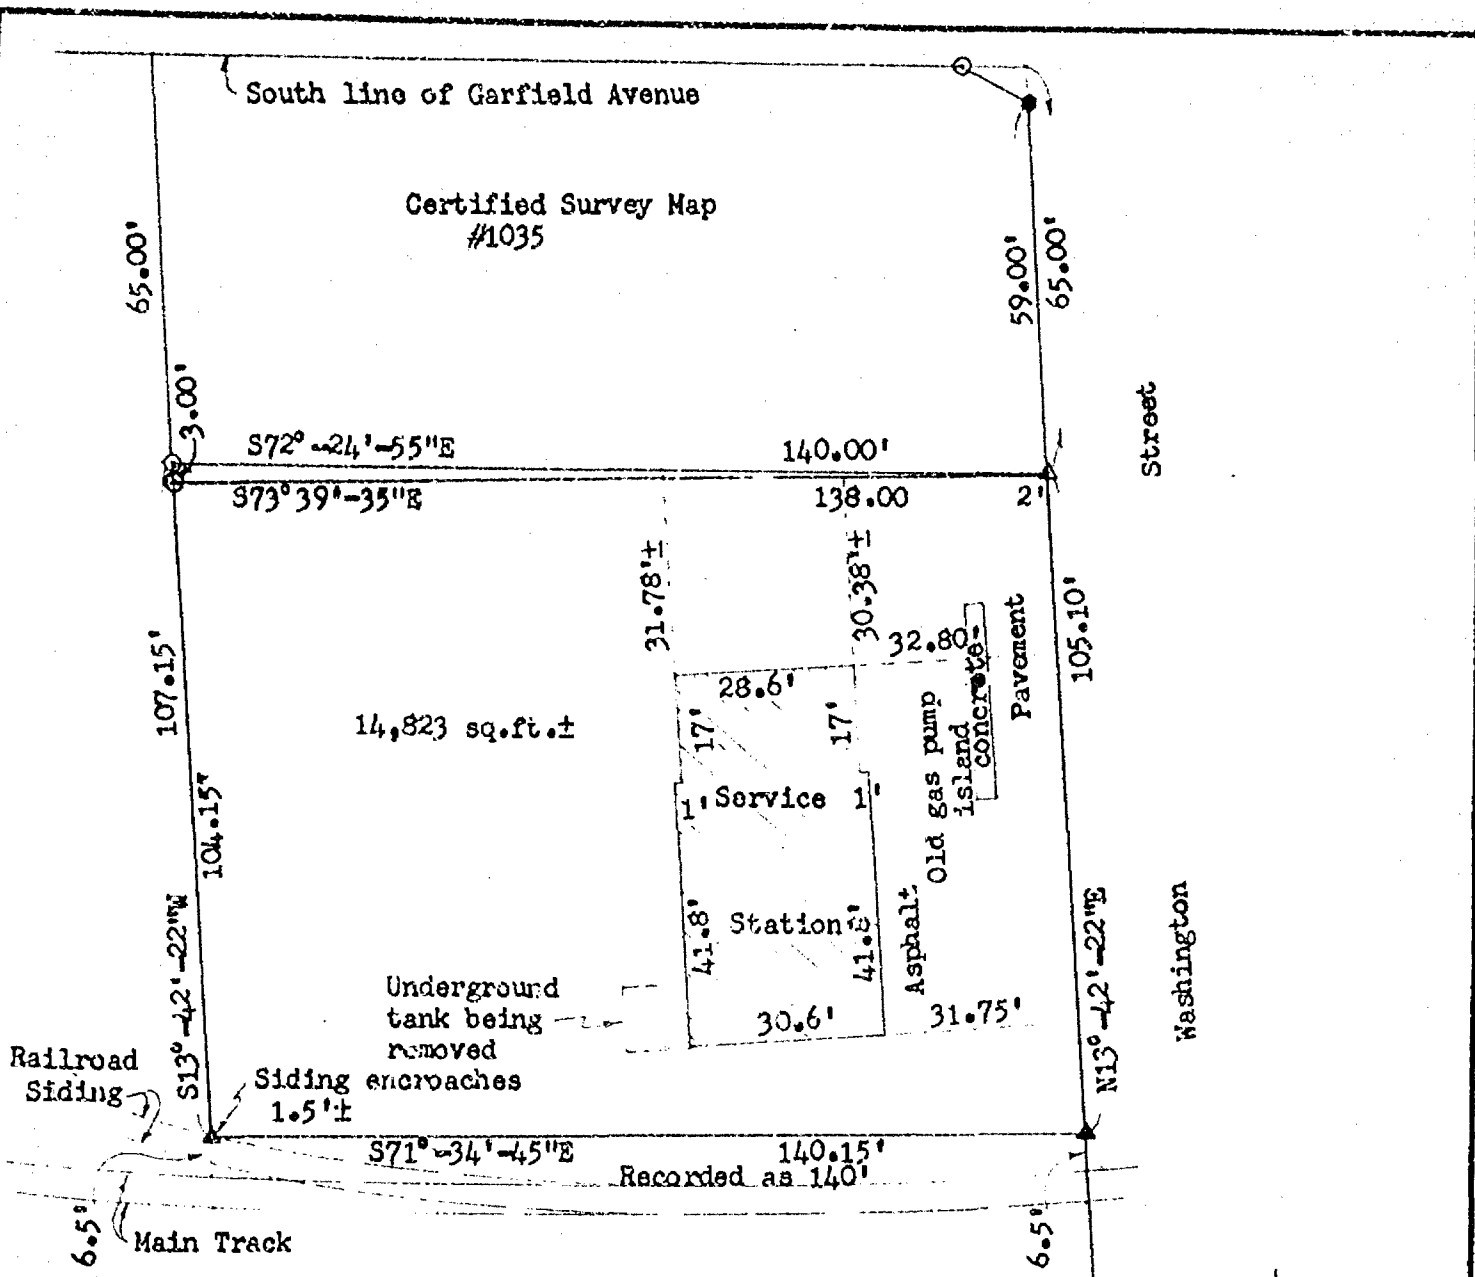 South line of Garfield Avenue
Certified Survey Map
#1035
65.00'
59.00'
65.00'
3.00'
S72°-24'-55"E
140.00'
Street
S73°39'-35"E
138.00
2'
31.78'±
30.38'±
32.80
28.6'
17'
17'
107.15'
14,823 sq.ft.±
105.10'
Pavement
Old gas pump
island
concrete
1'
Service
1'
104.15'
41.8'
Station
41.8'
Asphalt
S13°-42'-22"W
N13°-42'-22"E
Washington
Underground
tank being
removed
30.6'
31.75'
Railroad
Siding
Siding encroaches
1.5'±
S71°-34'-45"E
140.15'
Recorded as 140'
6.5'
Main Track
6.5'